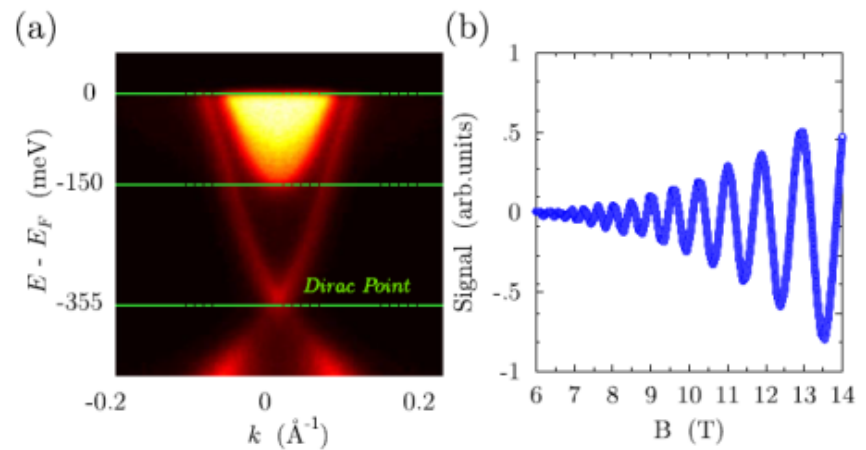 (a)
0
-150
-355
E - E_F (meV)
Dirac Point
-0.2
0
0.2
k (Å⁻¹)
(b)
1
.5
0
-.5
-1
Signal (arb.units)
6 7 8 9 10 11 12 13 14
B (T)